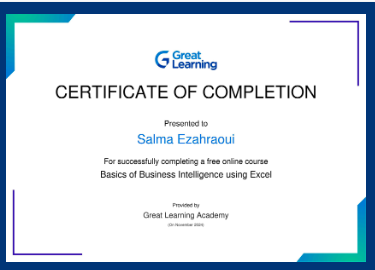 Great
Learning
CERTIFICATE OF COMPLETION
Presented to
Salma Ezahraoui
For successfully completing a free online course
Basics of Business Intelligence using Excel
Provided by
Great Learning Academy
(On November